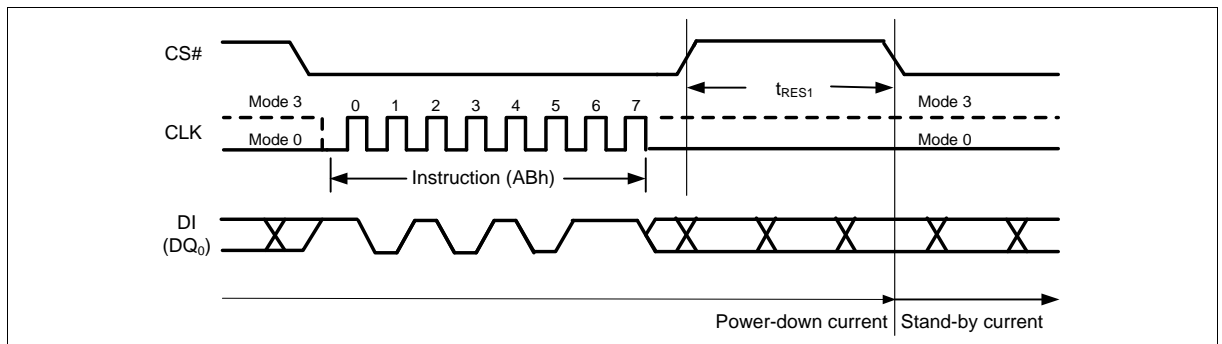 CS#
tRES1
Mode 3 0 1 2 3 4 5 6 7 Mode 3
CLK
Mode 0 Mode 0
Instruction (ABh)
DI
(DQ0)
Power-down current Stand-by current